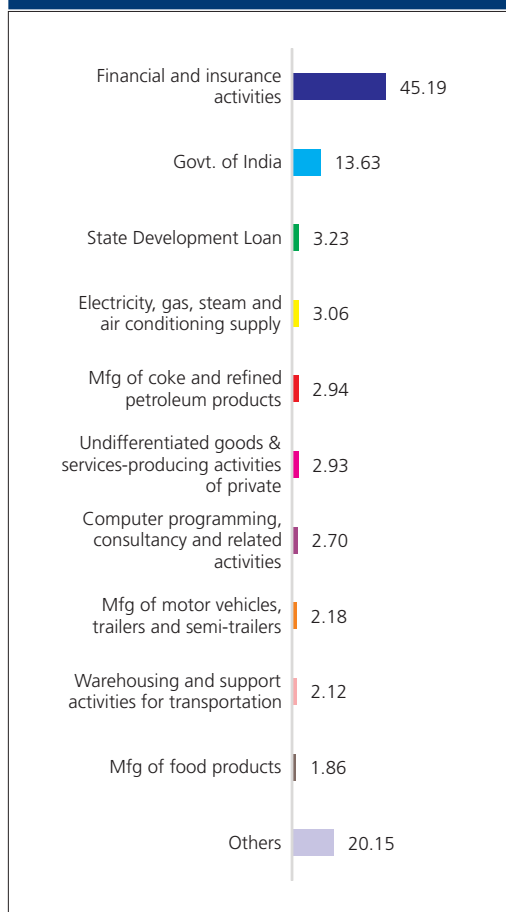 Financial and insurance
activities
45.19
Govt. of India
13.63
State Development Loan
3.23
Electricity, gas, steam and
air conditioning supply
3.06
Mfg of coke and refined
petroleum products
2.94
Undifferentiated goods &
services-producing activities
of private
2.93
Computer programming,
consultancy and related
activities
2.70
Mfg of motor vehicles,
trailers and semi-trailers
2.18
Warehousing and support
activities for transportation
2.12
Mfg of food products
1.86
Others
20.15